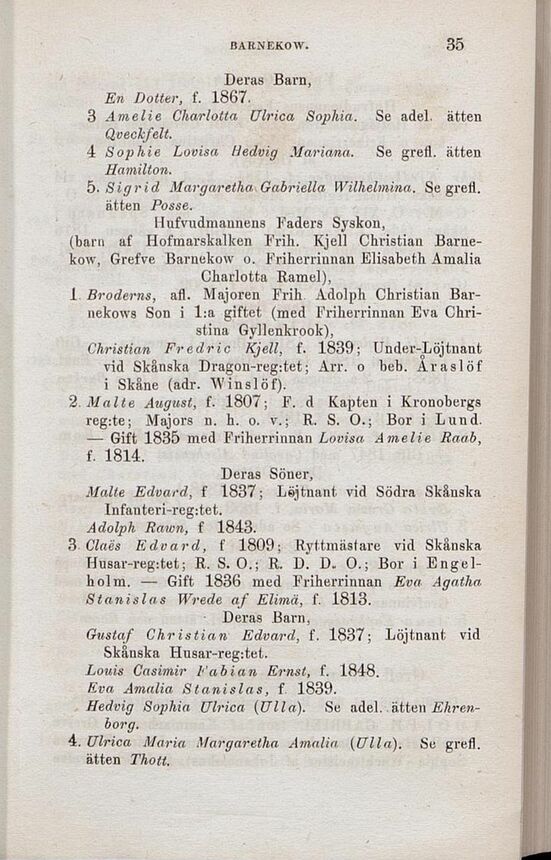 BARNEKOW. 35
Deras Barn,
En Dotter, f. 1867.
3 Amelie Charlotta Ulrica Sophia. Se adel. ätten
Qveckfelt.
4 Sophie Lovisa Hedvig Mariana. Se grefl. ätten
Hamilton.
5. Sigrid Margaretha Gabriella Wilhelmina. Se grefl.
ätten Posse.
Hufvudmannens Faders Syskon,
(barn af Hofmarskalken Frih. Kjell Christian Barne-
kow, Grefve Barnekow o. Friherrinnan Elisabeth Amalia
Charlotta Ramel),
1 Broderns, afl. Majoren Frih. Adolph Christian Bar-
nekows Son i 1:a giftet (med Friherrinnan Eva Chri-
stina Gyllenkrook),
Christian Fredric Kjell, f. 1839; Under-Löjtnant
vid Skånska Dragon-reg:tet; Arr. o beb. Åraslöf
i Skåne (adr. Winslöf).
2. Malte August, f. 1807; F. d Kapten i Kronobergs
reg:te; Majors n. h. o. v.; R. S. O.; Bor i Lund.
— Gift 1835 med Friherrinnan Lovisa Amelie Raab,
f. 1814.
Deras Söner,
Malte Edvard, f 1837; Löjtnant vid Södra Skånska
Infanteri-reg:tet.
Adolph Rawn, f 1843.
3 Claës Edvard, f 1809; Ryttmästare vid Skånska
Husar-reg:tet; R. S. O.; R. D. D. O.; Bor i Engel-
holm. — Gift 1836 med Friherrinnan Eva Agatha
Stanislas Wrede af Elimä, f. 1813.
Deras Barn,
Gustaf Christian Edvard, f. 1837; Löjtnant vid
Skånska Husar-reg:tet.
Louis Casimir Fabian Ernst, f. 1848.
Eva Amalia Stanislas, f 1839.
Hedvig Sophia Ulrica (Ulla). Se adel. ätten Ehren-
borg.
4. Ulrica Maria Margaretha Amalia (Ulla). Se grefl.
ätten Thott.